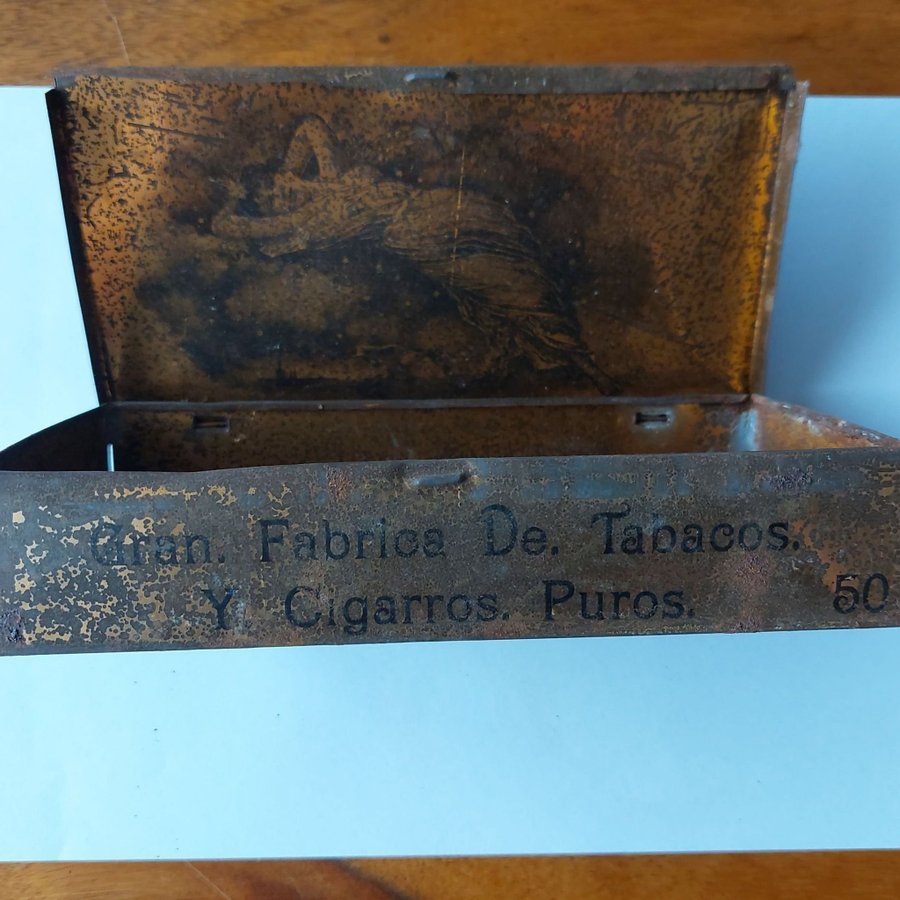 Gran. Fabrica De. Tabacos.
Y Cigarros. Puros. 50